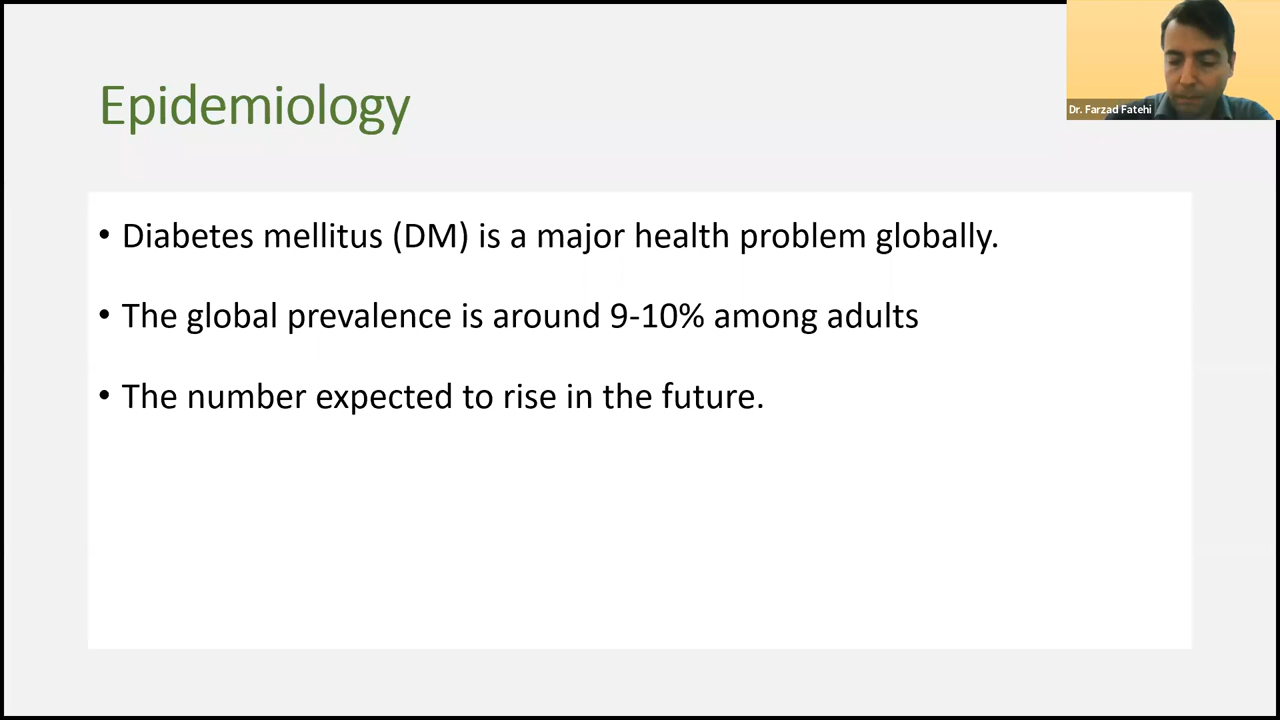 Epidemiology
Dr. Farzad Fatehi
• Diabetes mellitus (DM) is a major health problem globally.
• The global prevalence is around 9-10% among adults
• The number expected to rise in the future.